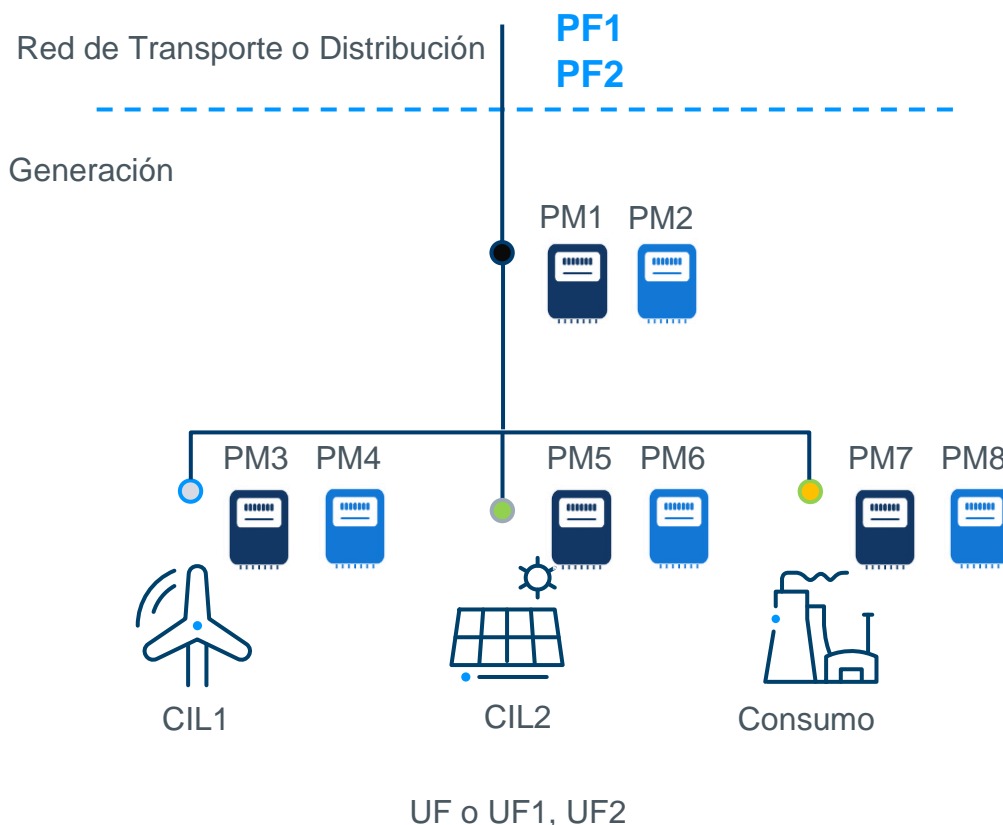 Red de Transporte o Distribución
PF1
PF2
Generación
PM1 PM2
PM3 PM4 PM5 PM6 PM7 PM8
CIL1 CIL2 Consumo
UF o UF1, UF2